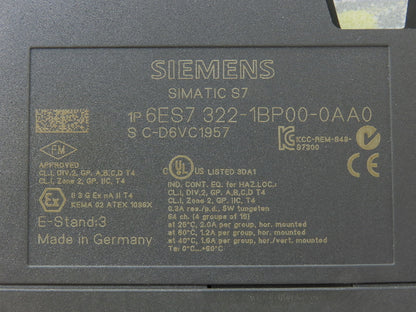 SIEMENS
SIMATIC S7
1P 6ES7 322-1BP00-0AA0
S C-D6VC1957
KCC-REM-S49-
S7300
FM
APPROVED
CL.I, DIV.2, GP. A,B,C,D T4
CL.I, Zone 2, GP. IIC, T4
Ex
II 3 G Ex nA II T4
KEMA 02 ATEX 1096X
E-Stand:3
Made in Germany
C UL US LISTED 3DA1
IND. CONT. EQ. for HAZ.LOC.:
CL.I, DIV.2, GP. A,B,C,D T4
CL.I, Zone 2, GP. IIC, T4
0.3A res./p.d., 5W tungsten
64 ch. (4 groups of 16)
at 25°C, 2.0A per group, hor. mounted
at 60°C, 1.2A per group, hor. mounted
at 40°C, 1.6A per group, hor./vert. mounted
Ta: 0°C...+60°C